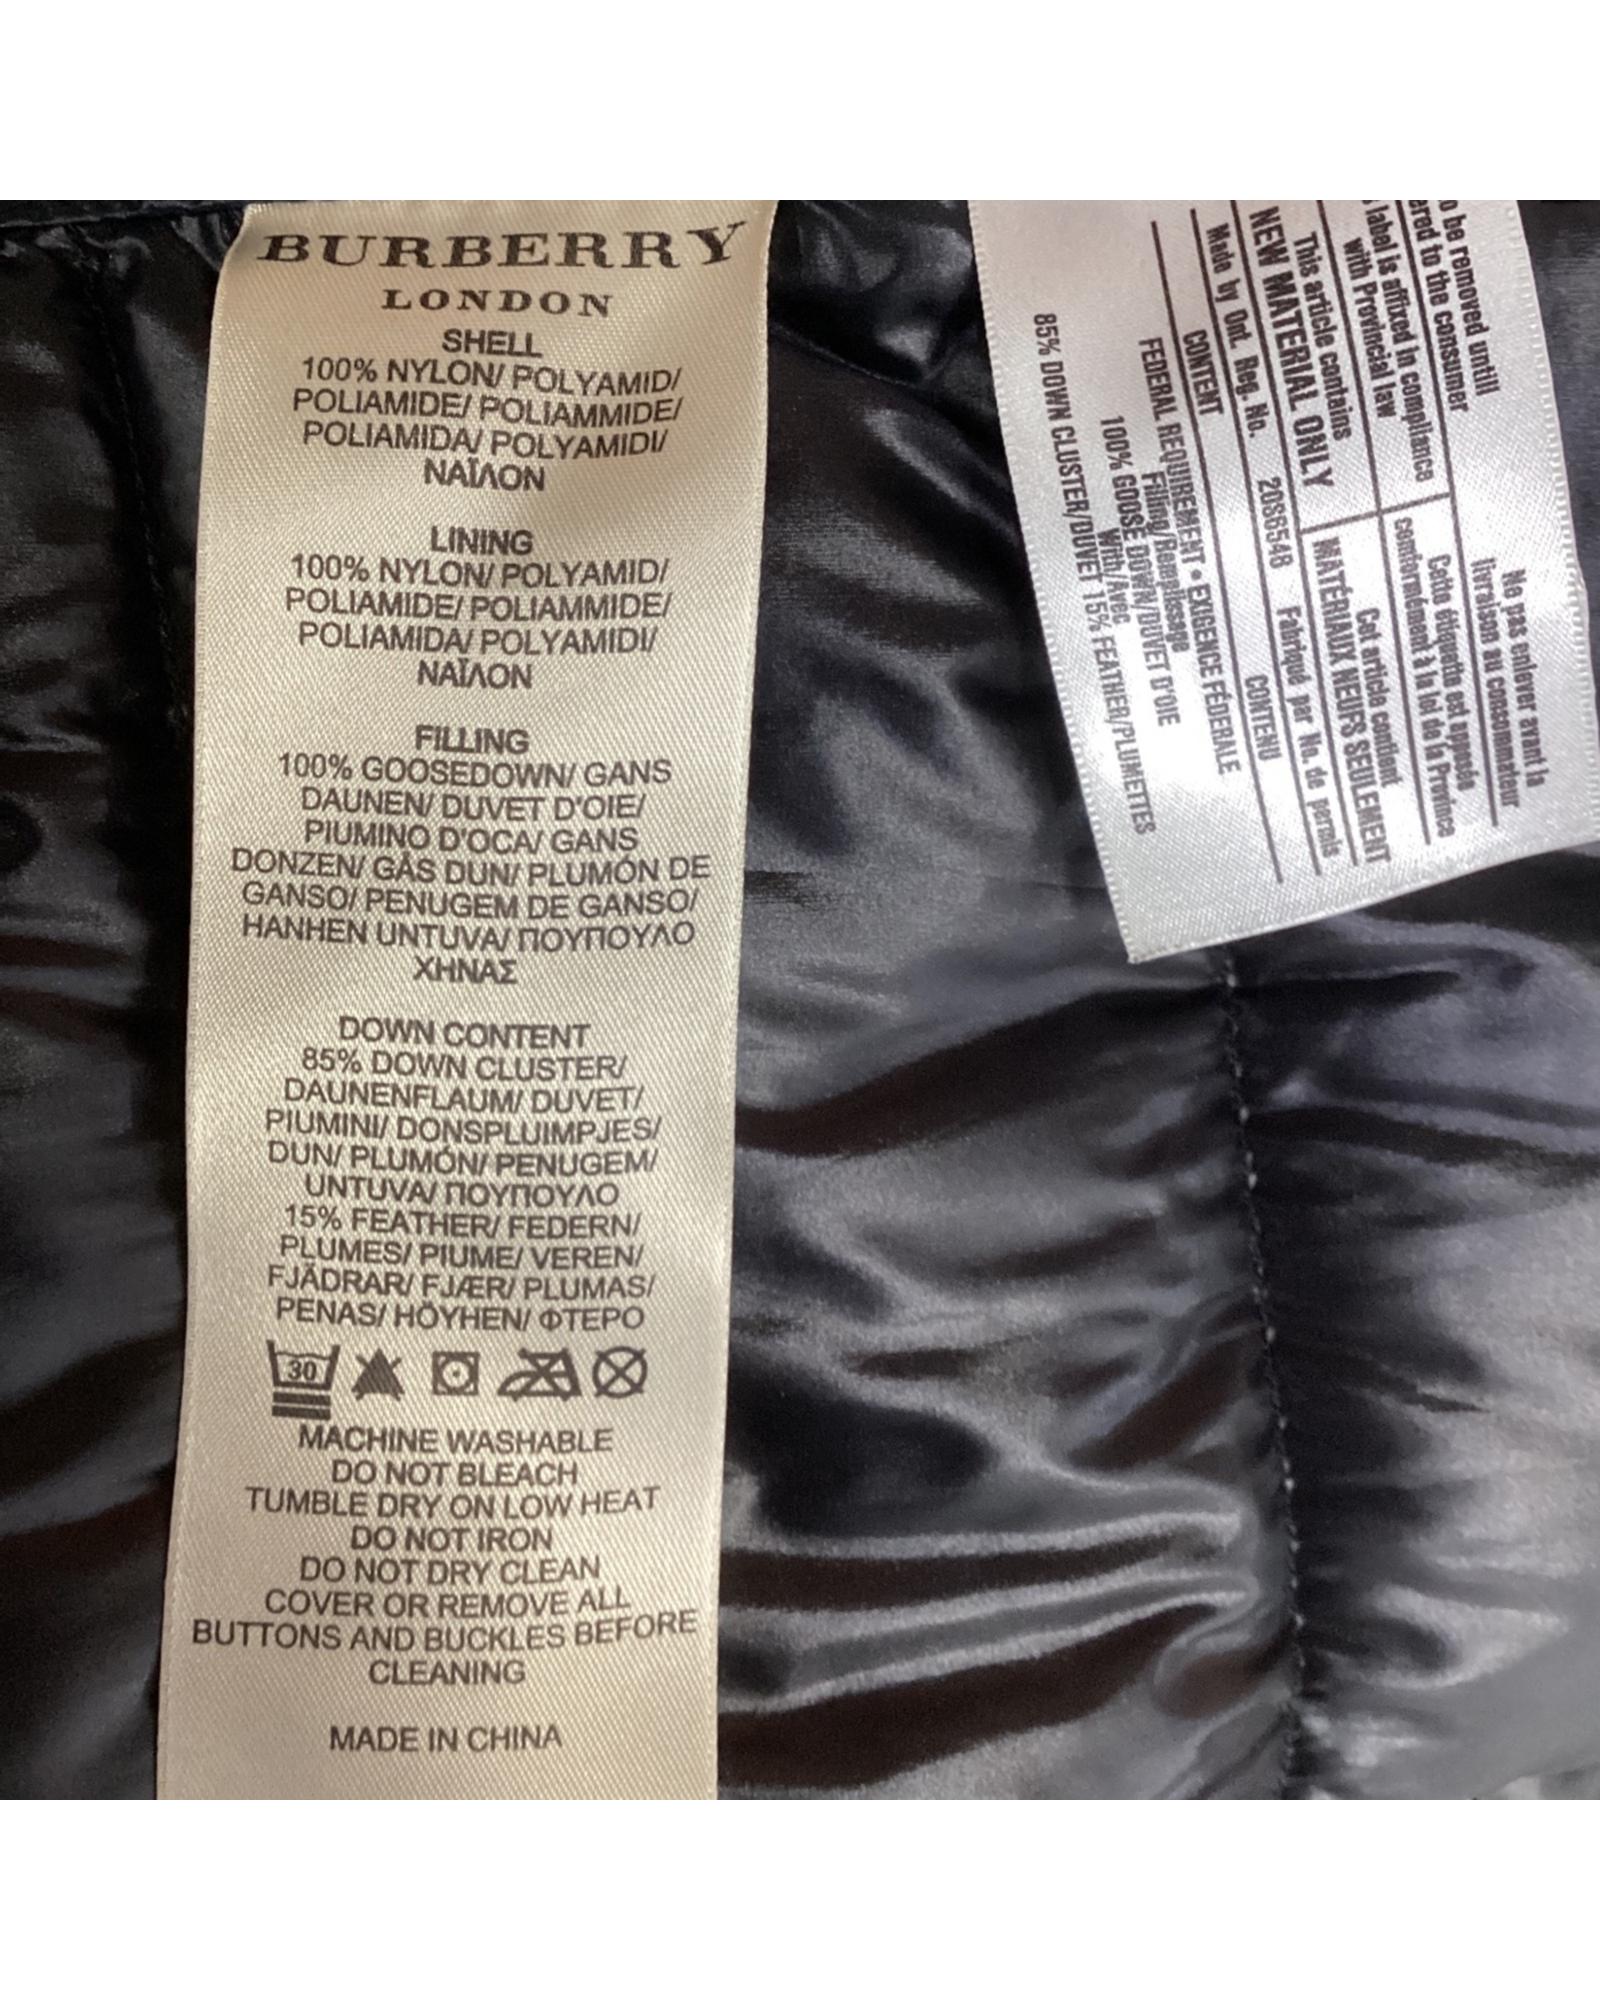 BURBERRY
LONDON
SHELL
100% NYLON/ POLYAMID/
POLIAMIDE/ POLIAMMIDE/
POLIAMIDA/ POLYAMIDI/
ΝΑΪΛΟΝ
LINING
100% NYLON/ POLYAMID/
POLIAMIDE/ POLIAMMIDE/
POLIAMIDA/ POLYAMIDI/
ΝΑΪΛΟΝ
FILLING
100% GOOSEDOWN/ GANS
DAUNEN/ DUVET D'OIE/
PIUMINO D'OCA/ GANS
DONZEN/ GÅS DUN/ PLUMÓN DE
GANSO/ PENUGEM DE GANSO/
HANHEN UNTUVA/ ΠΟΥΠΟΥΛΟ
ΧΗΝΑΣ
DOWN CONTENT
85% DOWN CLUSTER/
DAUNENFLAUM/ DUVET/
PIUMINI/ DONSPLUIMPJES/
DUN/ PLUMÓN/ PENUGEM/
UNTUVA/ ΠΟΥΠΟΥΛΟ
15% FEATHER/ FEDERN/
PLUMES/ PIUME/ VEREN/
FJÄDRAR/ FJÆR/ PLUMAS/
PENAS/ HÖYHEN/ ΦΤΕΡΟ
30
MACHINE WASHABLE
DO NOT BLEACH
TUMBLE DRY ON LOW HEAT
DO NOT IRON
DO NOT DRY CLEAN
COVER OR REMOVE ALL
BUTTONS AND BUCKLES BEFORE
CLEANING
MADE IN CHINA
be removed untill
to the consumer
Ne pas enlever avant la
livraison au consommateur
label is affixed in compliance
with Provincial law
Cette étiquette est apposée
conformément à la loi de la Province
This article contains
NEW MATERIAL ONLY
Cet article contient
MATÉRIAUX NEUFS SEULEMENT
Made by Ont. Reg. No. 20S6548 Fabriqué par No. de permis
CONTENT CONTENU
FEDERAL REQUIREMENT • EXIGENCE FÉDERALE
Filling/Remplissage
100% GOOSE DOWN/DUVET D'OIE
With/Avec
85% DOWN CLUSTER/DUVET 15% FEATHER/PLUMETTES